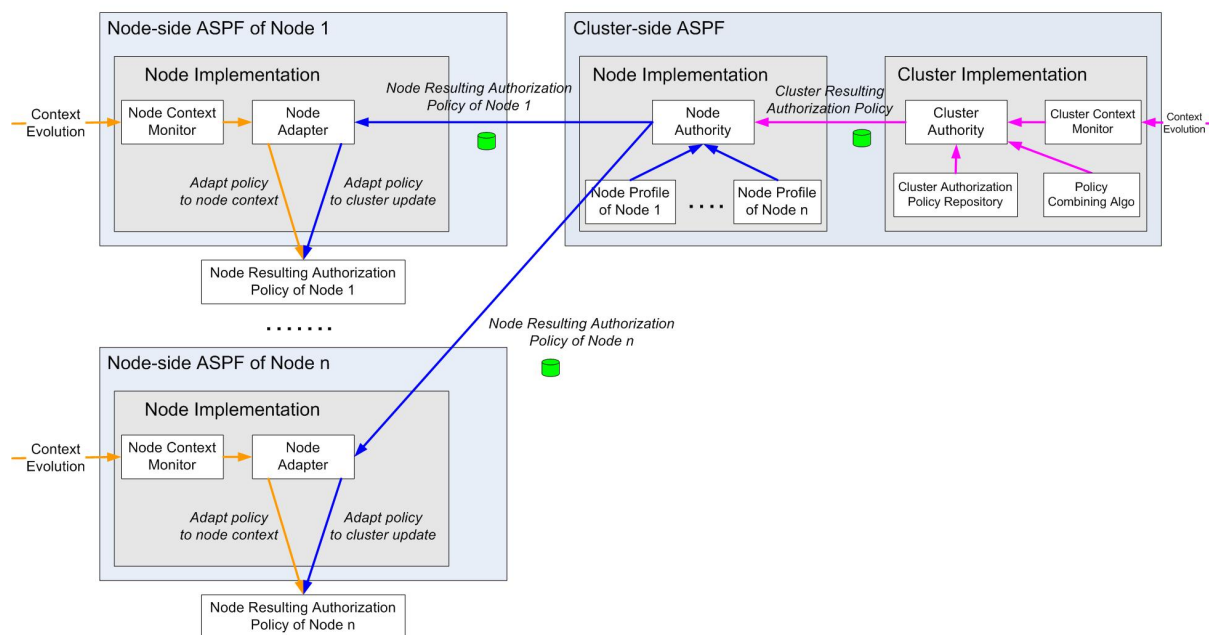 Node-side ASPF of Node 1
Node Implementation
Context
Evolution
Node Context
Monitor
Node
Adapter
Adapt policy
to node context
Adapt policy
to cluster update
Node Resulting Authorization
Policy of Node 1
Node Resulting Authorization
Policy of Node 1
Cluster-side ASPF
Node Implementation
Node
Authority
Node Profile
of Node 1
....
Node Profile
of Node n
Cluster Resulting
Authorization Policy
Cluster Implementation
Cluster
Authority
Cluster Context
Monitor
Context
Evolution
Cluster Authorization
Policy Repository
Policy
Combining Algo
.......
Node Resulting Authorization
Policy of Node n
Node-side ASPF of Node n
Node Implementation
Context
Evolution
Node Context
Monitor
Node
Adapter
Adapt policy
to node context
Adapt policy
to cluster update
Node Resulting Authorization
Policy of Node n